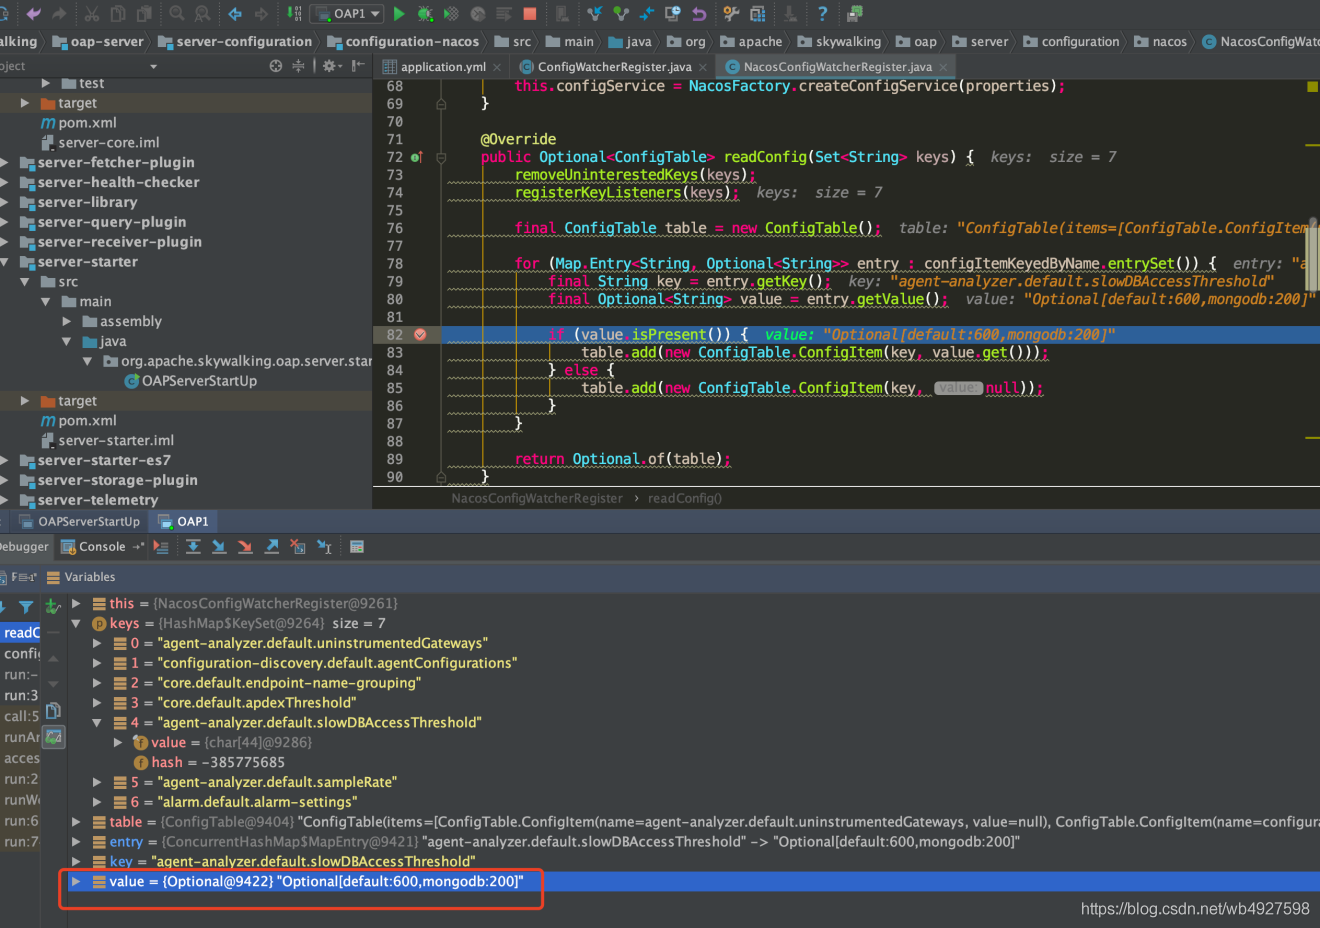 OAP1
alking oap-server server-configuration configuration-nacos src main java org apache skywalking oap server configuration nacos NacosConfigWatc
oject
application.yml ConfigWatcherRegister.java NacosConfigWatcherRegister.java
test
target
pom.xml
server-core.iml
server-fetcher-plugin
server-health-checker
server-library
server-query-plugin
server-receiver-plugin
server-starter
src
main
assembly
java
org.apache.skywalking.oap.server.star
OAPServerStartUp
target
pom.xml
server-starter.iml
server-starter-es7
server-storage-plugin
server-telemetry
68 this.configService = NacosFactory.createConfigService(properties);
69 }
70
71 @Override
72 public Optional<ConfigTable> readConfig(Set<String> keys) { keys: size = 7
73 removeUninterestedKeys(keys);
74 registerKeyListeners(keys); keys: size = 7
75
76 final ConfigTable table = new ConfigTable(); table: "ConfigTable(items=[ConfigTable.ConfigItem
77
78 for (Map.Entry<String, Optional<String>> entry : configItemKeyedByName.entrySet()) { entry: "a
79 final String key = entry.getKey(); key: "agent-analyzer.default.slowDBAccessThreshold"
80 final Optional<String> value = entry.getValue(); value: "Optional[default:600,mongodb:200]"
81
82 if (value.isPresent()) { value: "Optional[default:600,mongodb:200]"
83 table.add(new ConfigTable.ConfigItem(key, value.get()));
84 } else {
85 table.add(new ConfigTable.ConfigItem(key, value: null));
86 }
87 }
88
89 return Optional.of(table);
90 }
NacosConfigWatcherRegister › readConfig()
OAPServerStartUp OAP1
Debugger Console
Variables
readC
config
run:-
run:3
call:5
runAr
acces
run:2
runWo
run:6
run:7
this = {NacosConfigWatcherRegister@9261}
keys = {HashMap$KeySet@9264} size = 7
0 = "agent-analyzer.default.uninstrumentedGateways"
1 = "configuration-discovery.default.agentConfigurations"
2 = "core.default.endpoint-name-grouping"
3 = "core.default.apdexThreshold"
4 = "agent-analyzer.default.slowDBAccessThreshold"
value = {char[44]@9286}
hash = -385775685
5 = "agent-analyzer.default.sampleRate"
6 = "alarm.default.alarm-settings"
table = {ConfigTable@9404} "ConfigTable(items=[ConfigTable.ConfigItem(name=agent-analyzer.default.uninstrumentedGateways, value=null), ConfigTable.ConfigItem(name=configura
entry = {ConcurrentHashMap$MapEntry@9421} "agent-analyzer.default.slowDBAccessThreshold" -> "Optional[default:600,mongodb:200]"
key = "agent-analyzer.default.slowDBAccessThreshold"
value = {Optional@9422} "Optional[default:600,mongodb:200]"
https://blog.csdn.net/wb4927598